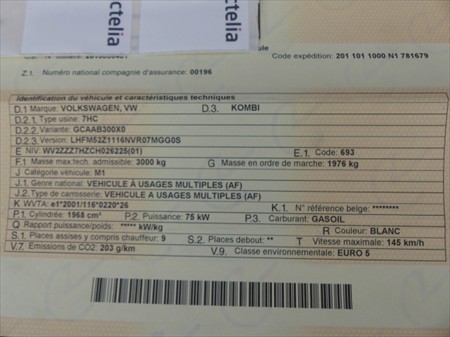 ctelia
ctelia
Code expédition: 201 101 1000 N1 781679
Z.1. Numéro national compagnie d'assurance: 00196
Identification du véhicule et caractéristiques techniques
D.1 Marque: VOLKSWAGEN, VW D.3. KOMBI
D.2.1 Type usine: 7HC
D.2.2. Variante: GCAAB300X0
D.2.3. Version: LHFM52Z1116NVR07MGG0S
E NIV: WV2ZZZ7HZCH026225(01) E.1. Code: 693
F.1 Masse max.tech. admissible: 3000 kg G Masse en ordre de marche: 1976 kg
J Catégorie véhicule: M1
J.1. Genre national: VEHICULE À USAGES MULTIPLES (AF)
J.2. Type de carrosserie: VEHICULE A USAGES MULTIPLES (AF)
K WVTA: e1*2001/116*0220*26 K.1. N° référence belge: ********
P.1 Cylindrée: 1968 cm³ P.2. Puissance: 75 kW P.3. Carburant: GASOIL
Q Rapport puissance/poids: ***** kW/kg R Couleur: BLANC
S.1. Places assises y compris chauffeur: 9 S.2. Places debout: ** T Vitesse maximale: 145 km/h
V.7. Emissions de CO2: 203 g/km V.9. Classe environnementale: EURO 5